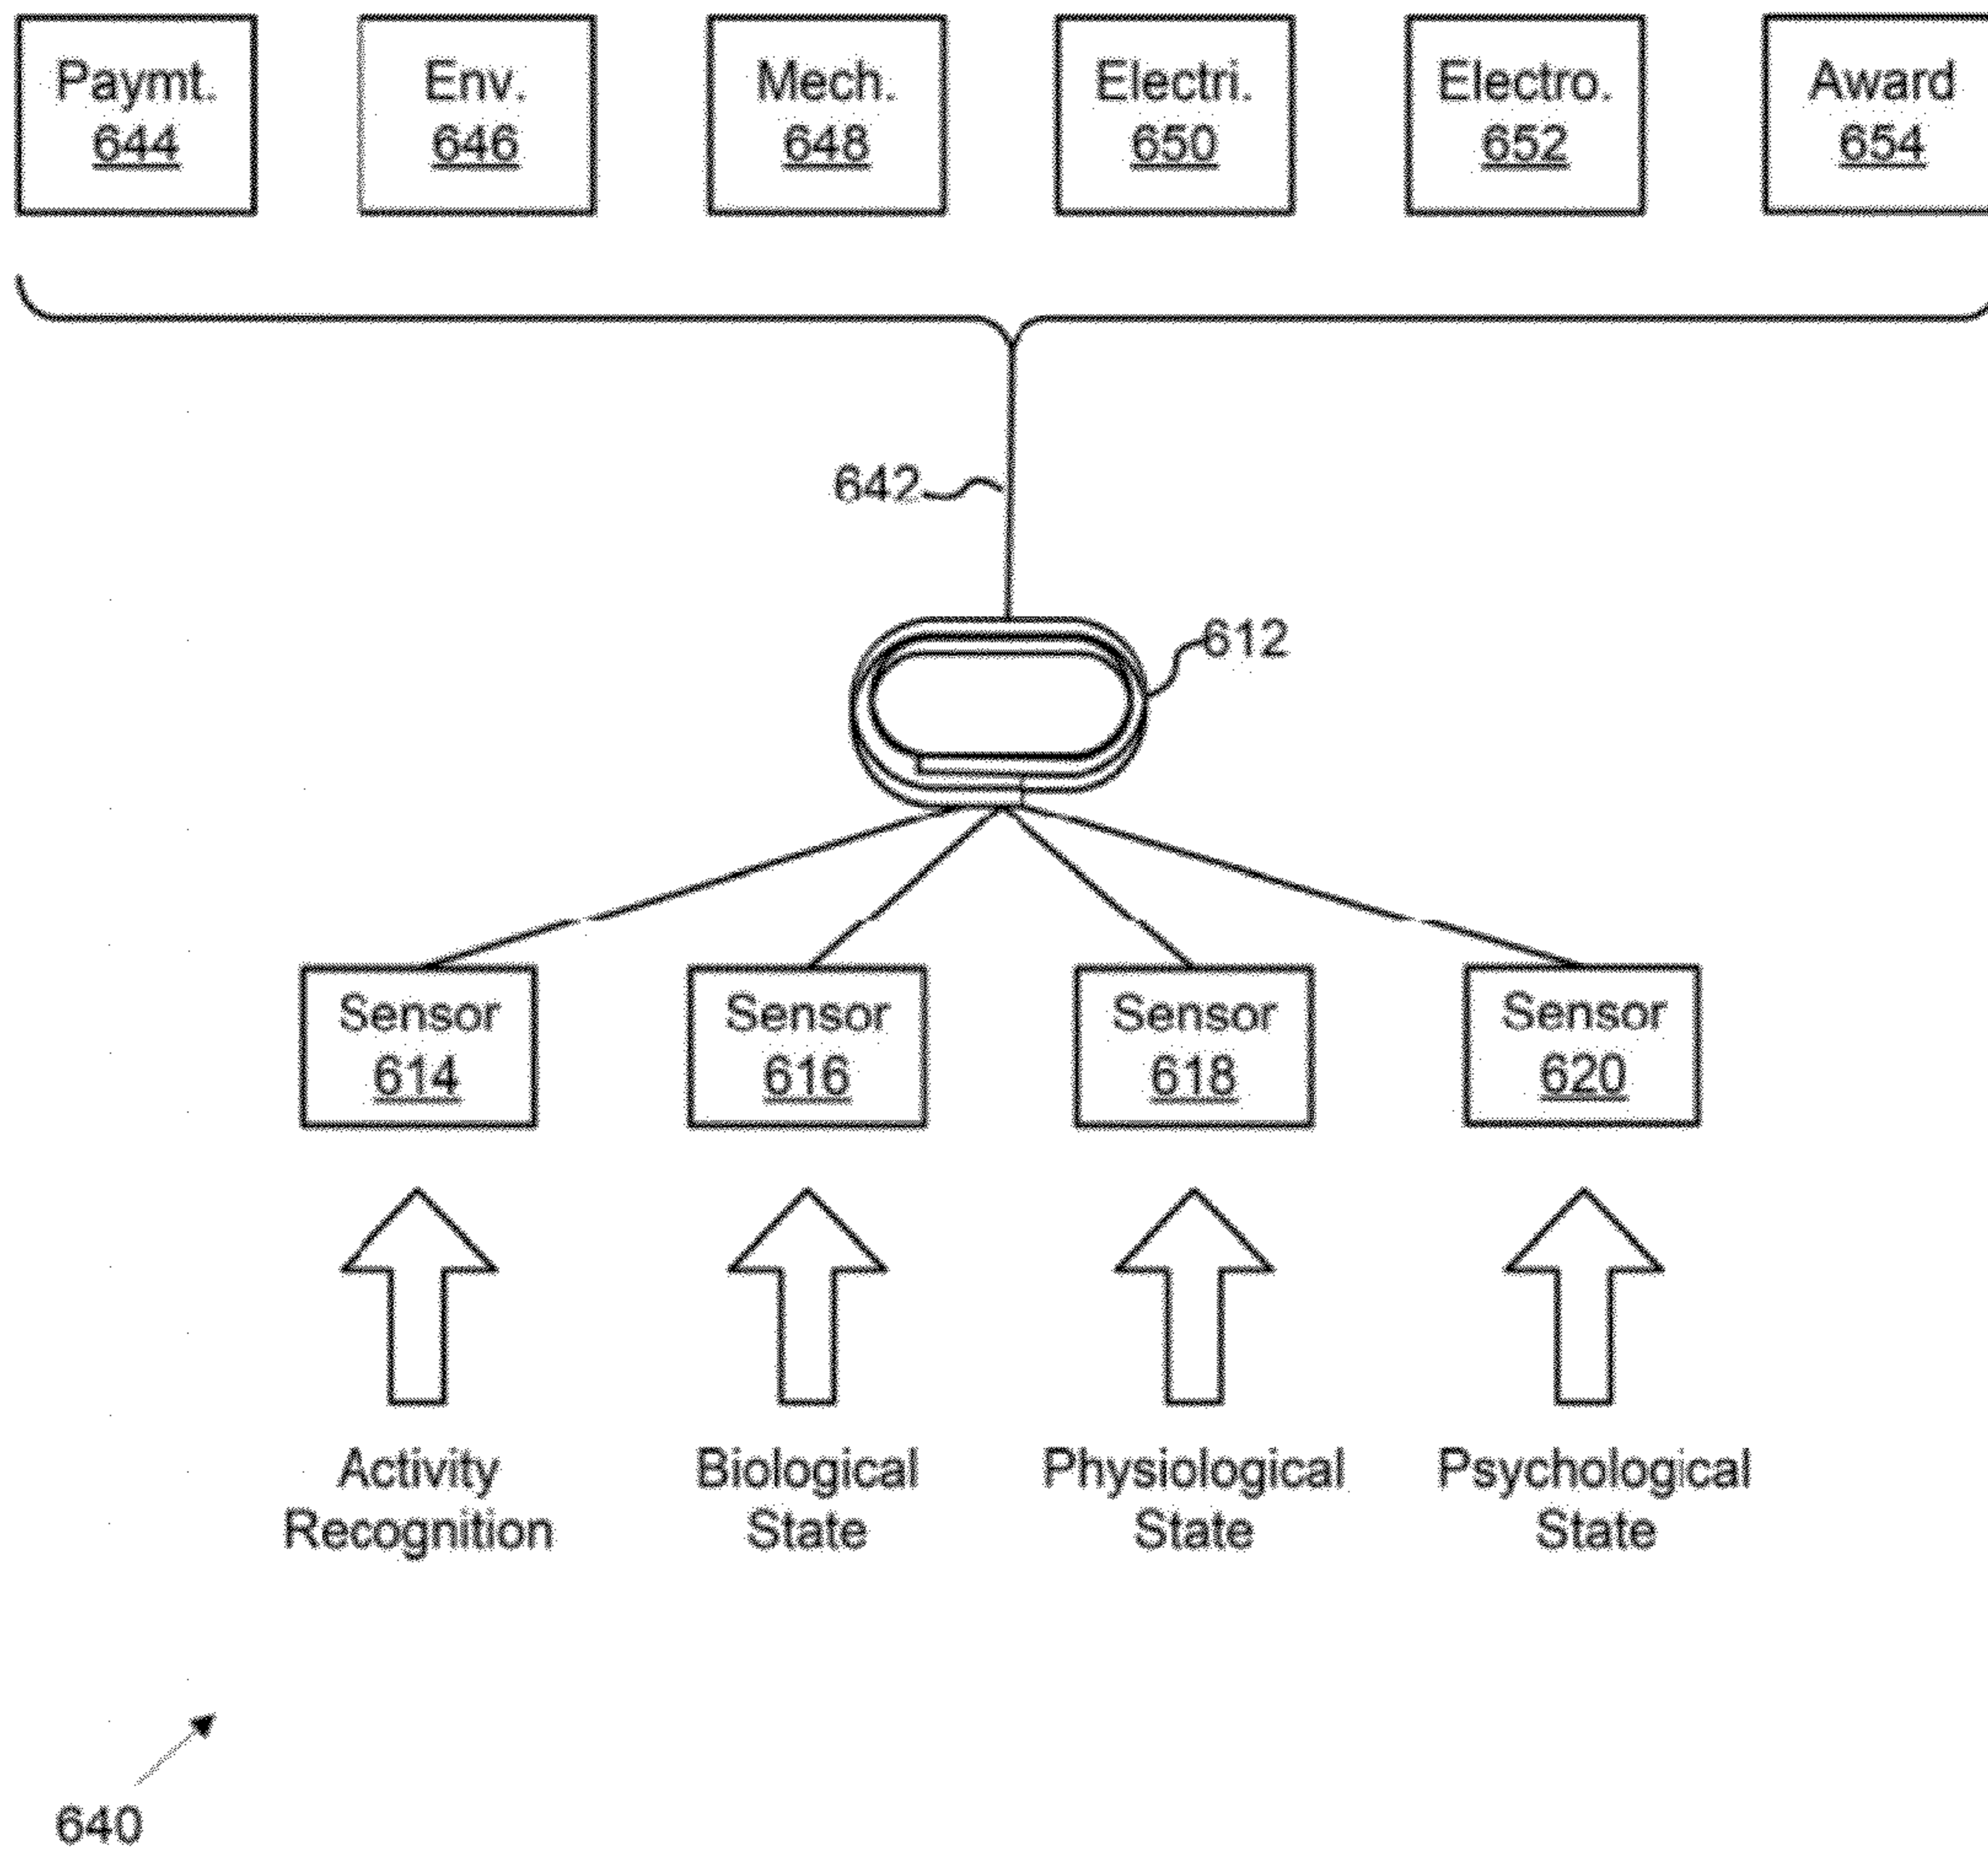 Paymt.
644
Env.
646
Mech.
648
Electri.
650
Electro.
652
Award
654
642
612
Sensor
614
Sensor
616
Sensor
618
Sensor
620
Activity
Recognition
Biological
State
Physiological
State
Psychological
State
640